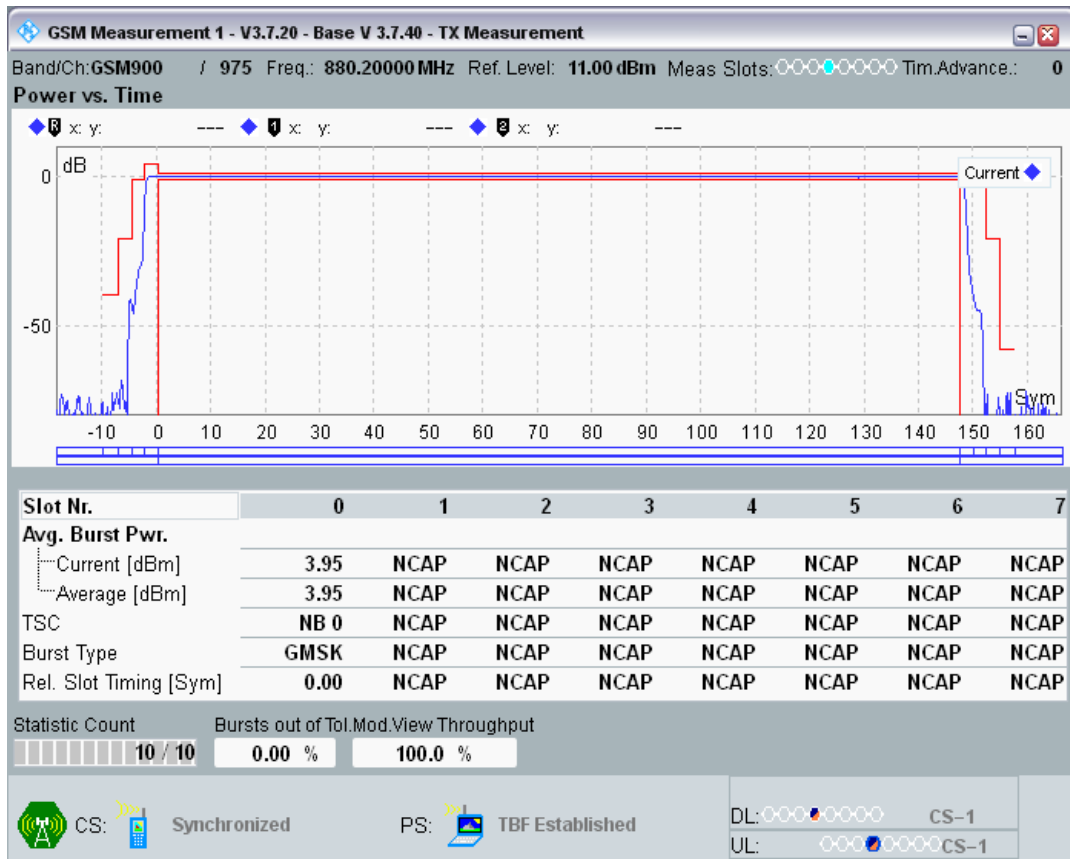 GSM Measurement 1 - V3.7.20 - Base V 3.7.40 - TX Measurement
Band/Ch:GSM900 / 975 Freq.: 880.20000 MHz Ref. Level: 11.00 dBm Meas Slots: Tim.Advance.: 0
Power vs. Time
R x: y: --- 1 x: y: --- 2 x: y: ---
dB
Current
0
-50
Sym
-10 0 10 20 30 40 50 60 70 80 90 100 110 120 130 140 150 160
Slot Nr. 0 1 2 3 4 5 6 7
Avg. Burst Pwr.
Current [dBm] 3.95 NCAP NCAP NCAP NCAP NCAP NCAP NCAP
Average [dBm] 3.95 NCAP NCAP NCAP NCAP NCAP NCAP NCAP
TSC NB 0 NCAP NCAP NCAP NCAP NCAP NCAP NCAP
Burst Type GMSK NCAP NCAP NCAP NCAP NCAP NCAP NCAP
Rel. Slot Timing [Sym] 0.00 NCAP NCAP NCAP NCAP NCAP NCAP NCAP
Statistic Count Bursts out of Tol.Mod.View Throughput
10 / 10 0.00 % 100.0 %
CS: Synchronized PS: TBF Established
DL: CS-1
UL: CS-1